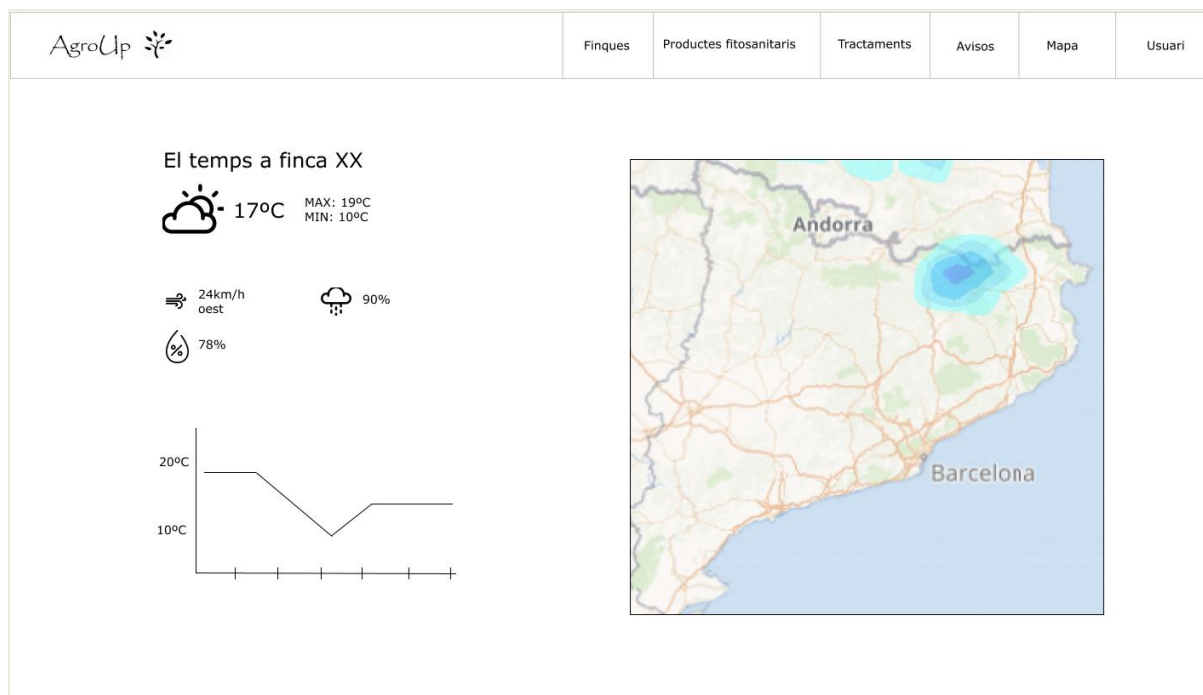 AgroUp
Finques
Productes fitosanitaris
Tractaments
Avisos
Mapa
Usuari
El temps a finca XX
17ºC
MAX: 19ºC
MIN: 10ºC
24km/h
oest
90%
%
78%
20ºC
10ºC
Andorra
Barcelona